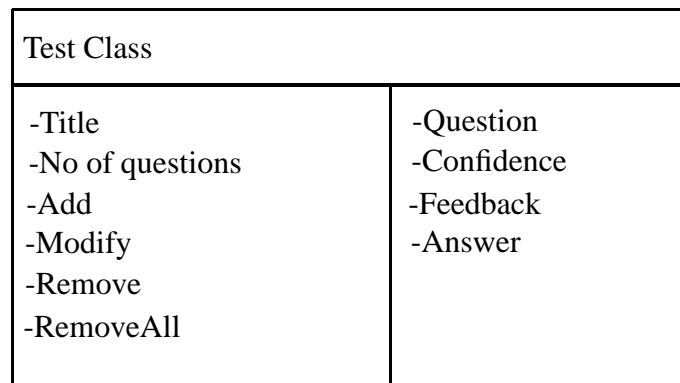 Test Class
-Title
-No of questions
-Add
-Modify
-Remove
-RemoveAll
-Question
-Confidence
-Feedback
-Answer